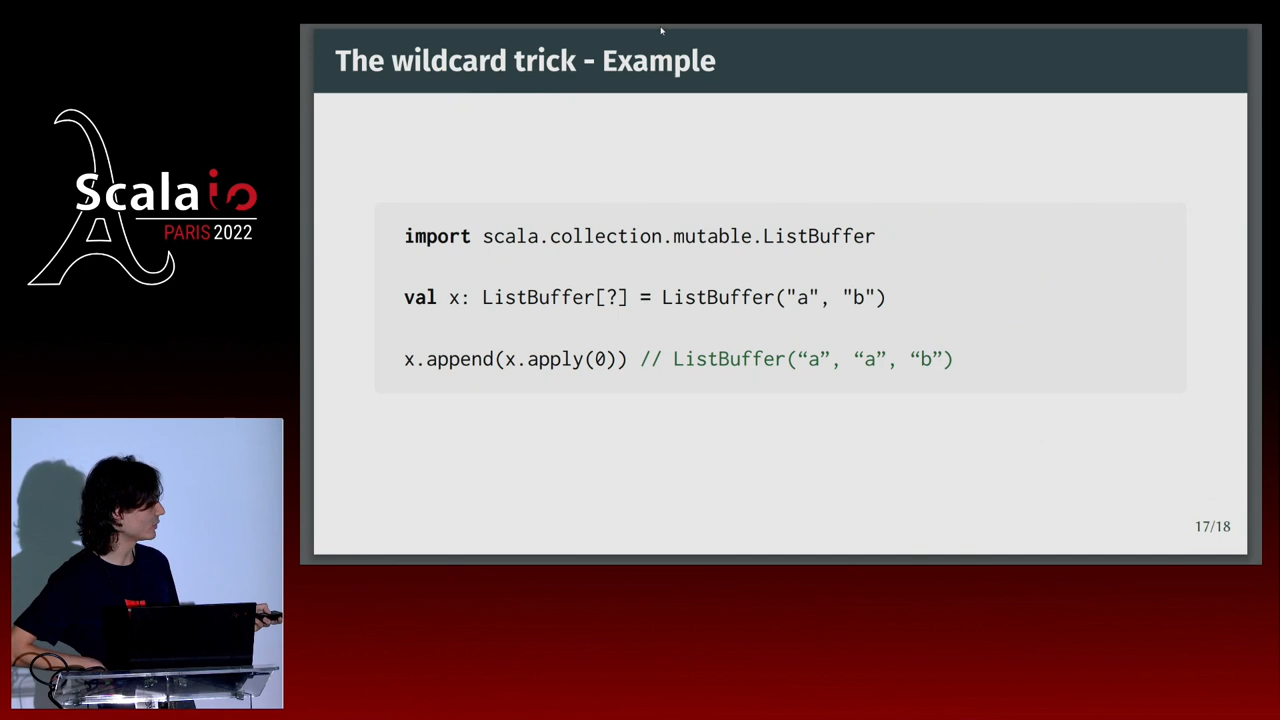 The wildcard trick - Example
Scala io
PARIS 2022
import scala.collection.mutable.ListBuffer
val x: ListBuffer[?] = ListBuffer("a", "b")
x.append(x.apply(0)) // ListBuffer(“a”, “a”, “b”)
17/18